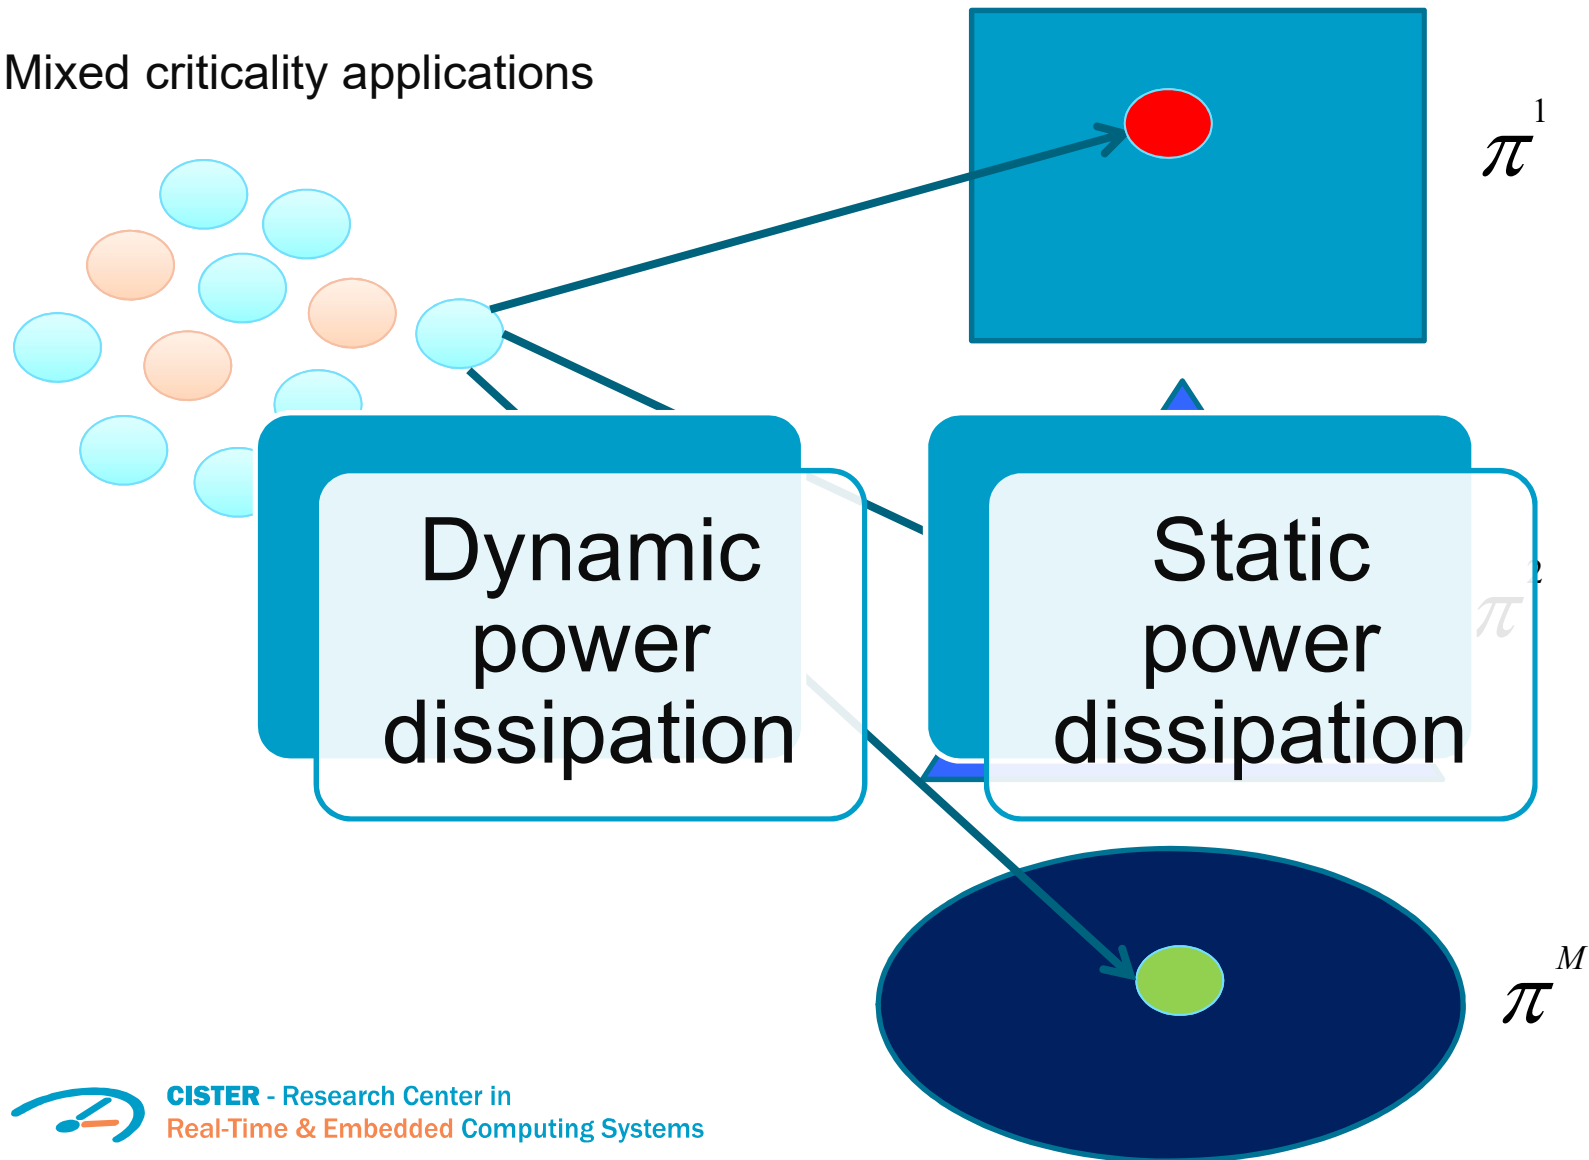 Mixed criticality applications
π¹
Dynamic
power
dissipation
Static
power
dissipation
π²
πᴹ
CISTER - Research Center in
Real-Time & Embedded Computing Systems